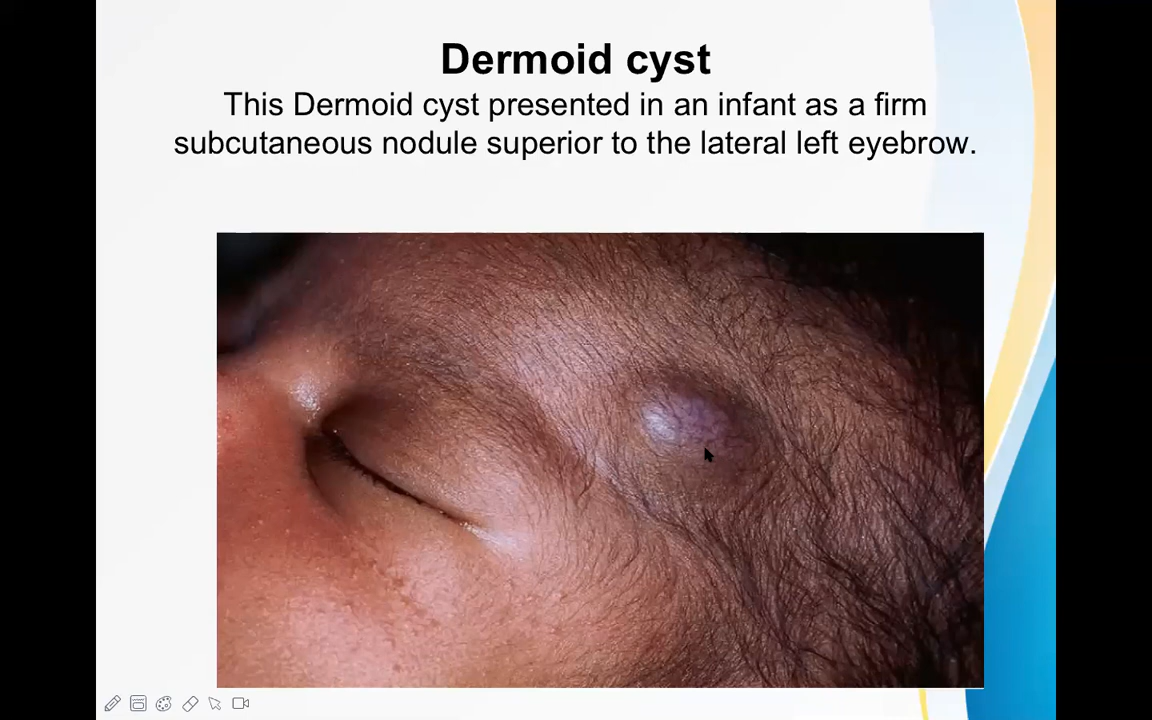 Dermoid cyst
This Dermoid cyst presented in an infant as a firm
subcutaneous nodule superior to the lateral left eyebrow.